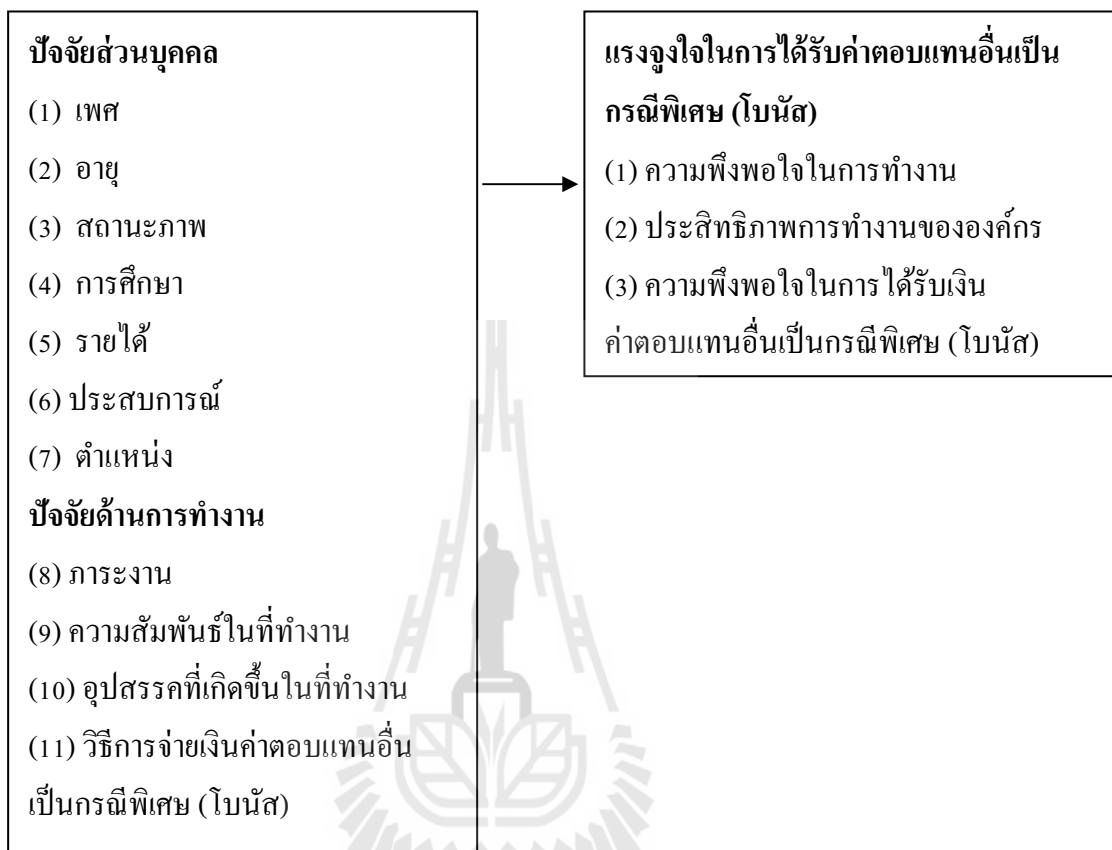 ปัจจัยส่วนบุคคล
(1) เพศ
(2) อายุ
(3) สถานะภาพ
(4) การศึกษา
(5) รายได้
(6) ประสบการณ์
(7) ตำแหน่ง
ปัจจัยด้านการทำงาน
(8) ภาระงาน
(9) ความสัมพันธ์ในที่ทำงาน
(10) อุปสรรคที่เกิดขึ้นในที่ทำงาน
(11) วิธีการจ่ายเงินค่าตอบแทนอื่น
เป็นกรณีพิเศษ (โบนัส)
แรงจูงใจในการได้รับค่าตอบแทนอื่นเป็น
กรณีพิเศษ (โบนัส)
(1) ความพึงพอใจในการทำงาน
(2) ประสิทธิภาพการทำงานขององค์กร
(3) ความพึงพอใจในการได้รับเงิน
ค่าตอบแทนอื่นเป็นกรณีพิเศษ (โบนัส)